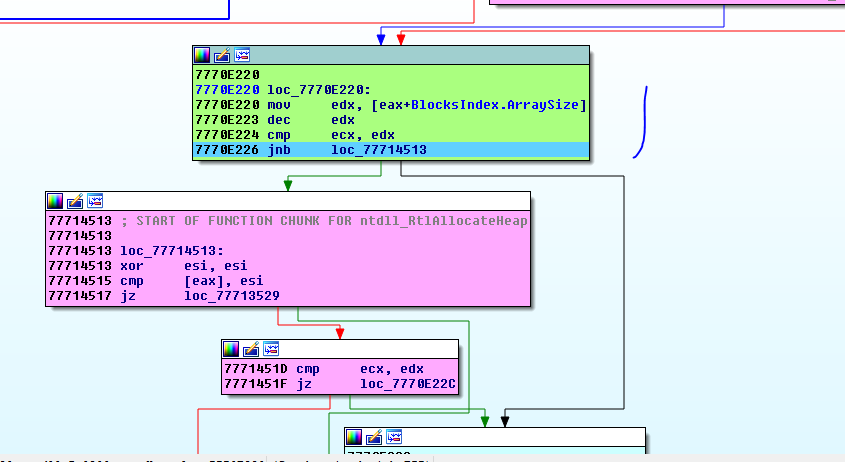 7770E220
7770E220 loc_7770E220:
7770E220 mov     edx, [eax+BlocksIndex.ArraySize]
7770E223 dec     edx
7770E224 cmp     ecx, edx
7770E226 jnb     loc_77714513
77714513 ; START OF FUNCTION CHUNK FOR ntdll_RtlAllocateHeap
77714513
77714513 loc_77714513:
77714513 xor     esi, esi
77714515 cmp     [eax], esi
77714517 jz      loc_77713529
7771451D cmp     ecx, edx
7771451F jz      loc_7770E22C